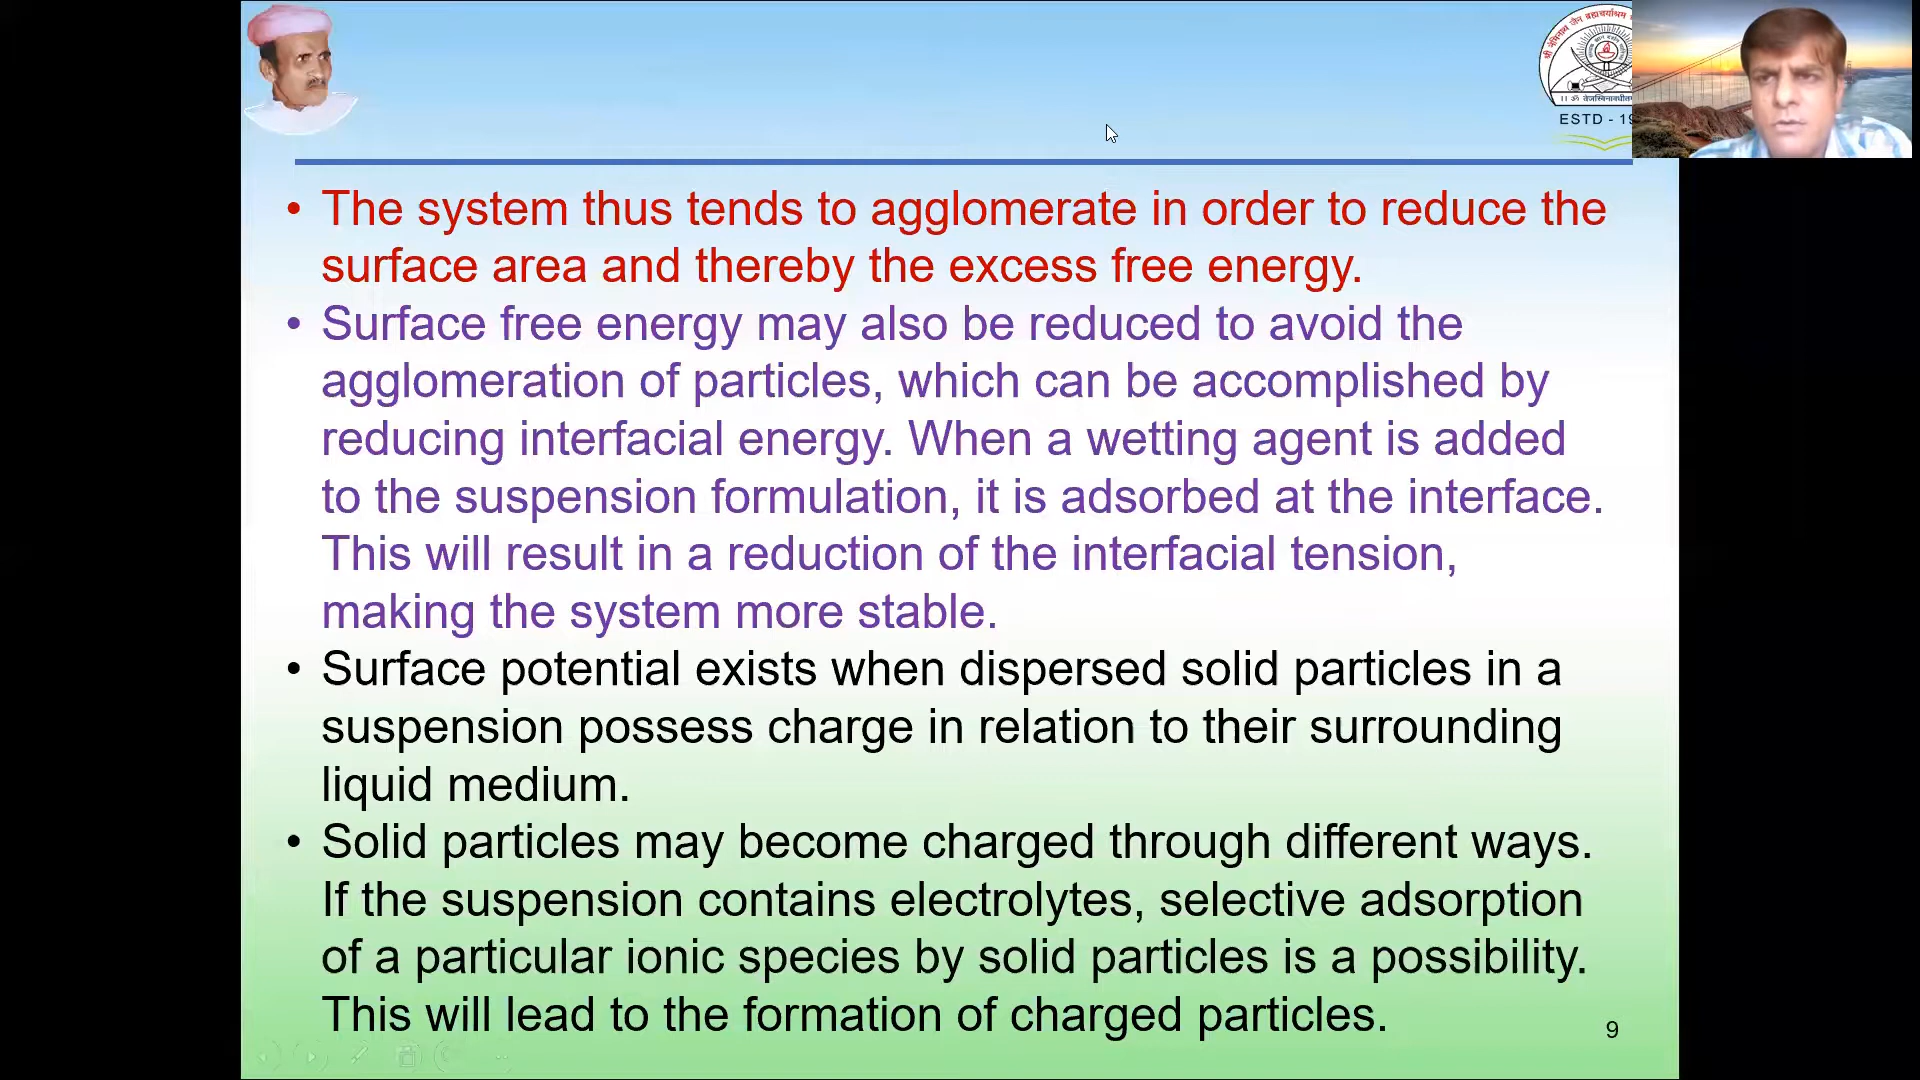 श्री नेमिनाथ जैन ब्रह्मचर्याश्रम
ESTD - 19
• The system thus tends to agglomerate in order to reduce the
surface area and thereby the excess free energy.
• Surface free energy may also be reduced to avoid the
agglomeration of particles, which can be accomplished by
reducing interfacial energy. When a wetting agent is added
to the suspension formulation, it is adsorbed at the interface.
This will result in a reduction of the interfacial tension,
making the system more stable.
• Surface potential exists when dispersed solid particles in a
suspension possess charge in relation to their surrounding
liquid medium.
• Solid particles may become charged through different ways.
If the suspension contains electrolytes, selective adsorption
of a particular ionic species by solid particles is a possibility.
This will lead to the formation of charged particles.
9